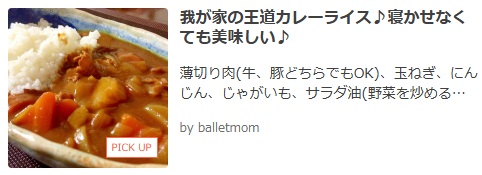 我が家の王道カレーライス♪寝かせなく
ても美味しい♪
薄切り肉(牛、豚どちらでもOK)、玉ねぎ、にん
じん、じゃがいも、サラダ油(野菜を炒める…
by balletmom
PICK UP